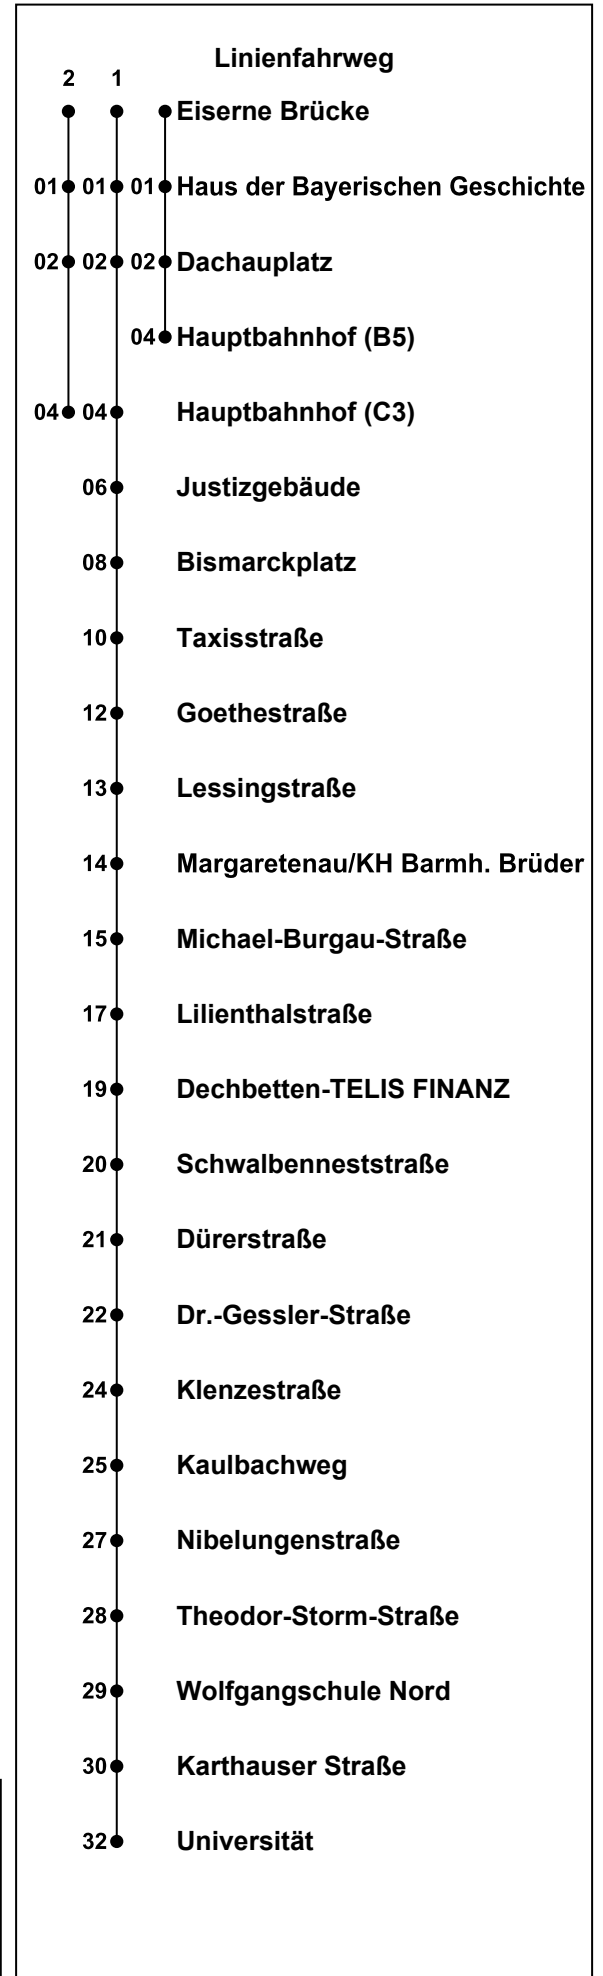 Linienfahrweg
2 1
Eiserne Brücke
01 01 01 Haus der Bayerischen Geschichte
02 02 02 Dachauplatz
04 Hauptbahnhof (B5)
04 04 Hauptbahnhof (C3)
06 Justizgebäude
08 Bismarckplatz
10 Taxisstraße
12 Goethestraße
13 Lessingstraße
14 Margaretenau/KH Barmh. Brüder
15 Michael-Burgau-Straße
17 Lilienthalstraße
19 Dechbetten-TELIS FINANZ
20 Schwalbenneststraße
21 Dürerstraße
22 Dr.-Gessler-Straße
24 Klenzestraße
25 Kaulbachweg
27 Nibelungenstraße
28 Theodor-Storm-Straße
29 Wolfgangschule Nord
30 Karthauser Straße
32 Universität